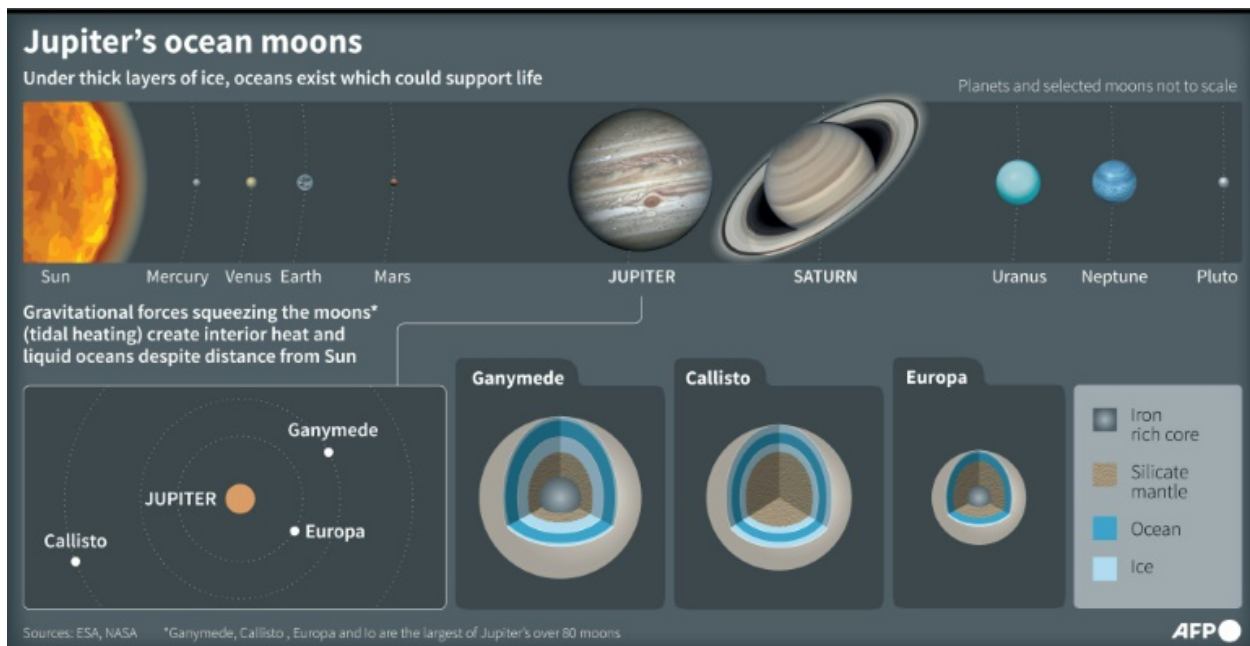 Jupiter's ocean moons
Under thick layers of ice, oceans exist which could support life
Planets and selected moons not to scale
Sun
Mercury
Venus
Earth
Mars
JUPITER
SATURN
Uranus
Neptune
Pluto
Gravitational forces squeezing the moons*
(tidal heating) create interior heat and
liquid oceans despite distance from Sun
Ganymede
JUPITER
Europa
Callisto
Ganymede
Callisto
Europa
Iron
rich core
Silicate
mantle
Ocean
Ice
Sources: ESA, NASA
*Ganymede, Callisto , Europa and Io are the largest of Jupiter's over 80 moons
AFP